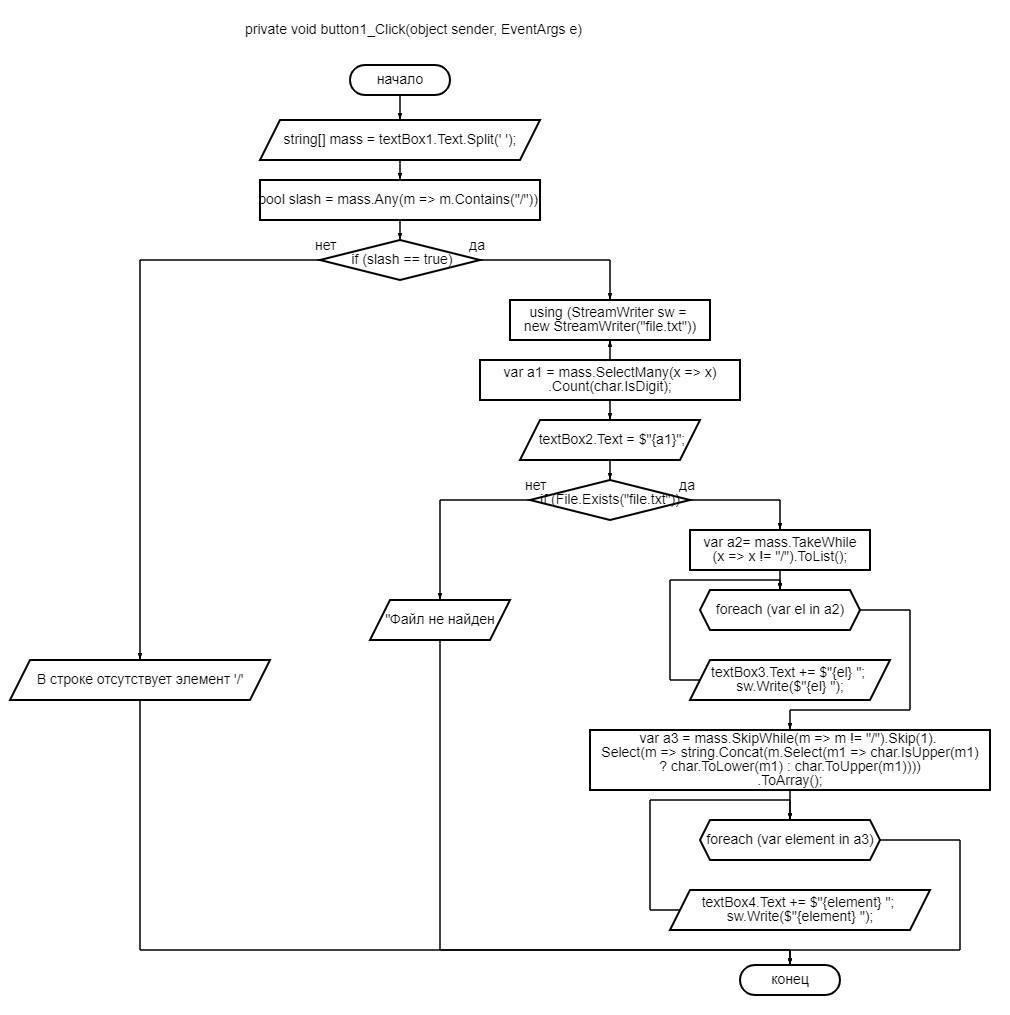 private void button1_Click(object sender, EventArgs e)
начало
string[] mass = textBox1.Text.Split(' ');
bool slash = mass.Any(m => m.Contains("/"))
нет
да
if (slash == true)
using (StreamWriter sw =
new StreamWriter("file.txt"))
var a1 = mass.SelectMany(x => x)
.Count(char.IsDigit);
textBox2.Text = $"{a1}";
нет
да
if (File.Exists("file.txt"))
var a2= mass.TakeWhile
(x => x != "/").ToList();
foreach (var el in a2)
"Файл не найден
textBox3.Text += $"{el} ";
sw.Write($"{el} ");
В строке отсутствует элемент '/'
var a3 = mass.SkipWhile(m => m != "/").Skip(1).
Select(m => string.Concat(m.Select(m1 => char.IsUpper(m1)
? char.ToLower(m1) : char.ToUpper(m1))))
.ToArray();
foreach (var element in a3)
textBox4.Text += $"{element} ";
sw.Write($"{element} ");
конец